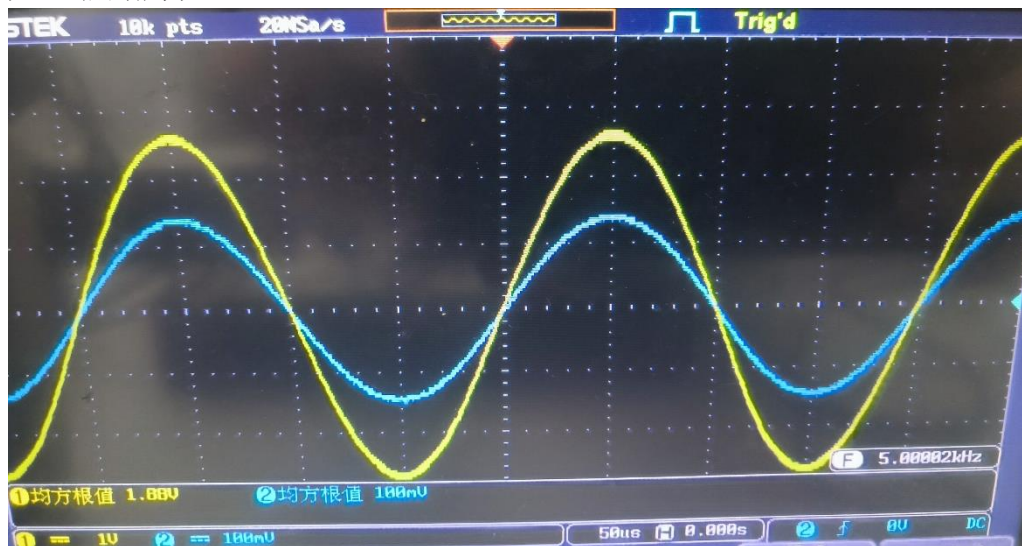 STEK 10k pts 20MSa/s Trig'd
F 5.00002kHz
①均方根值 1.88V ②均方根值 100mV
① 1V ② 100mV 50us H 0.000s ② 0V DC